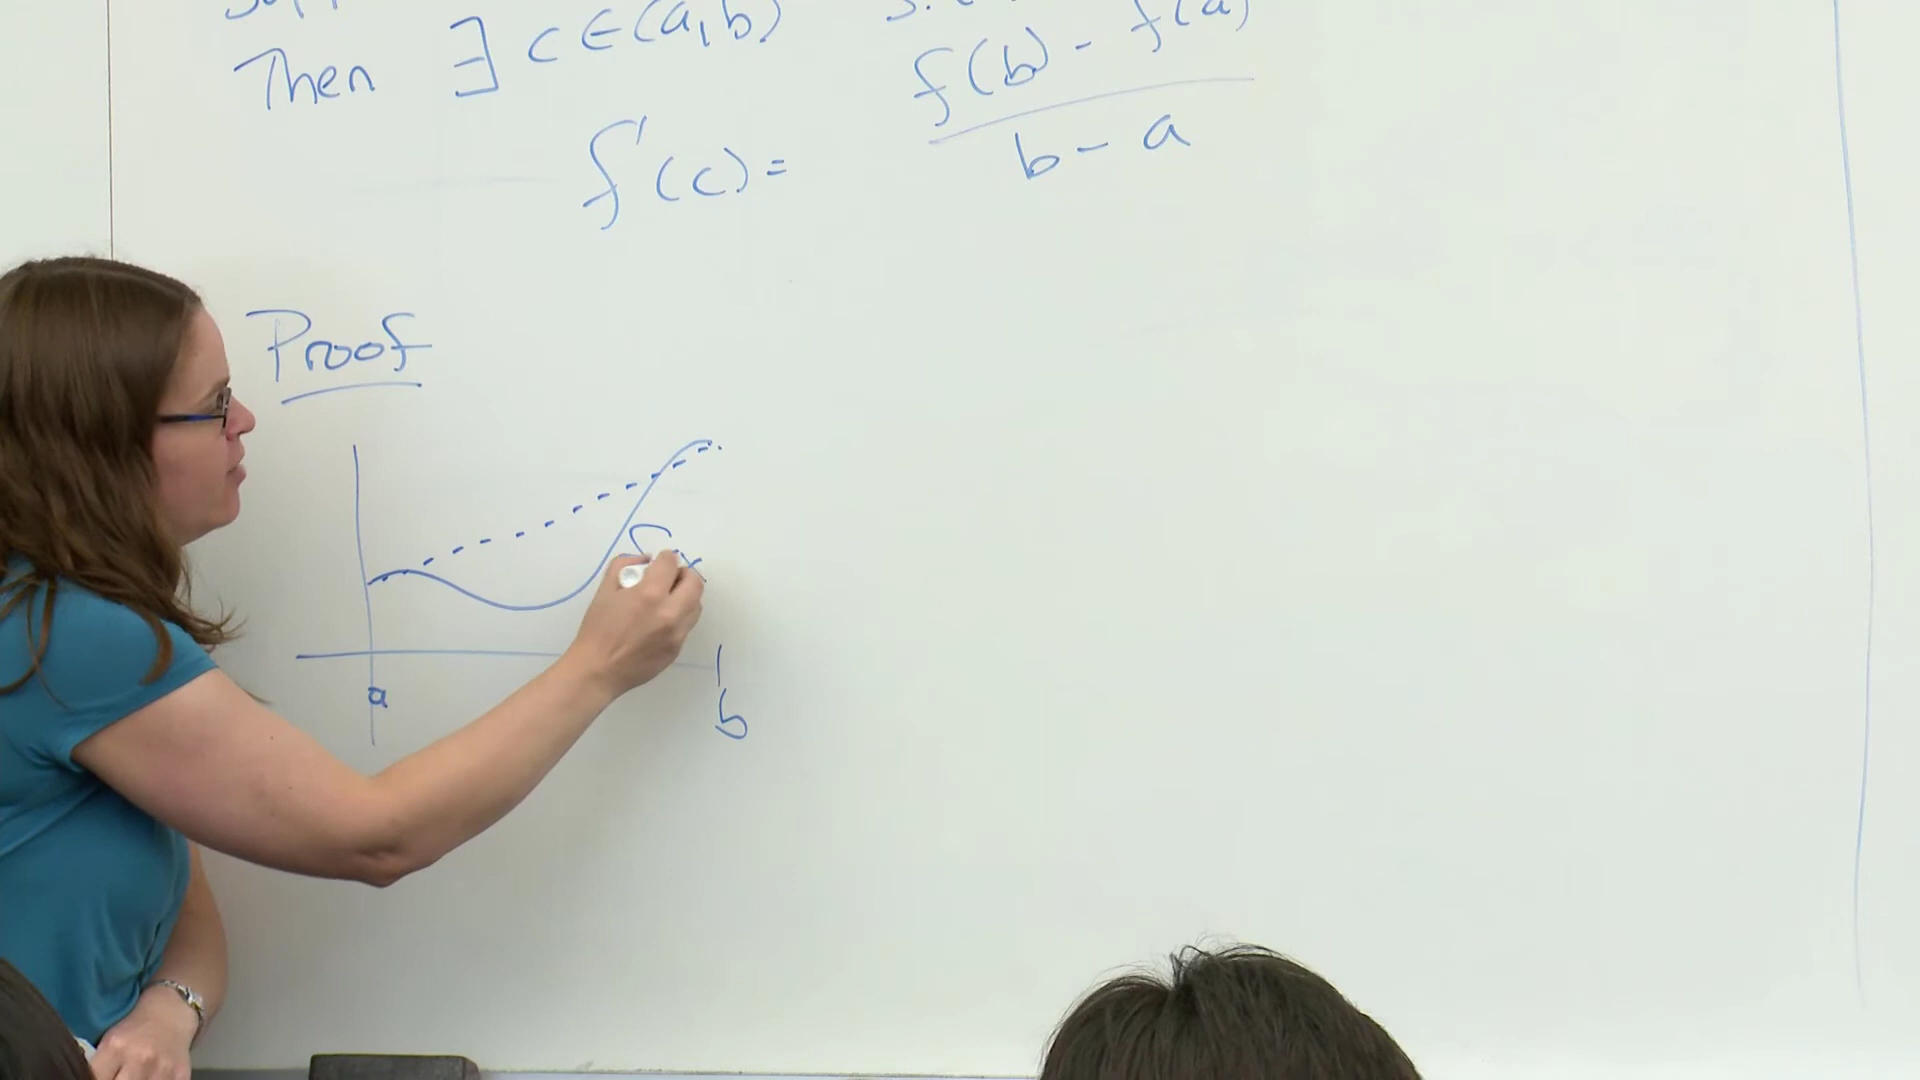 Then ∃ c ∈ (a, b)
f'(c) = f(b) - f(a) / b - a
Proof
a
b